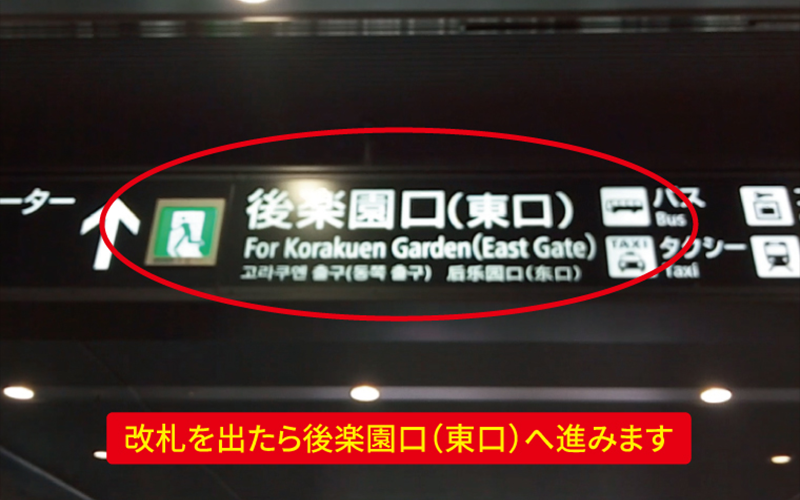 ーター
後楽園口(東口)
For Korakuen Garden(East Gate)
고라쿠엔 출구(동쪽 출구) 后乐园口(东口)
バス
Bus
TAXI
タクシー
Taxi
改札を出たら後楽園口(東口)へ進みます